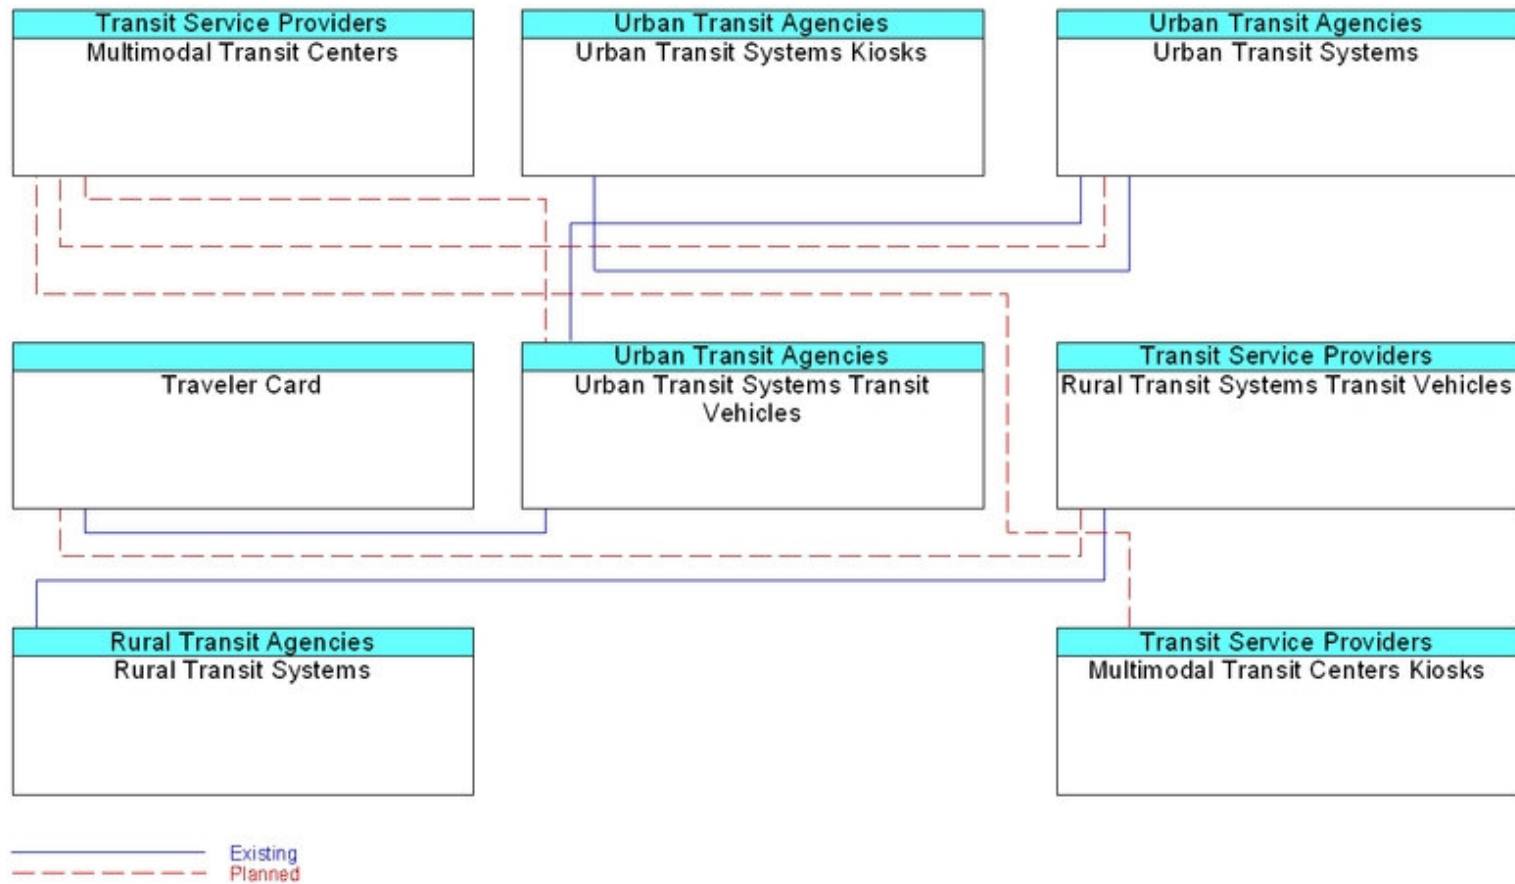 Transit Service Providers
Multimodal Transit Centers
Urban Transit Agencies
Urban Transit Systems Kiosks
Urban Transit Agencies
Urban Transit Systems
Traveler Card
Urban Transit Agencies
Urban Transit Systems Transit
Vehicles
Transit Service Providers
Rural Transit Systems Transit Vehicles
Rural Transit Agencies
Rural Transit Systems
Transit Service Providers
Multimodal Transit Centers Kiosks
Existing
Planned